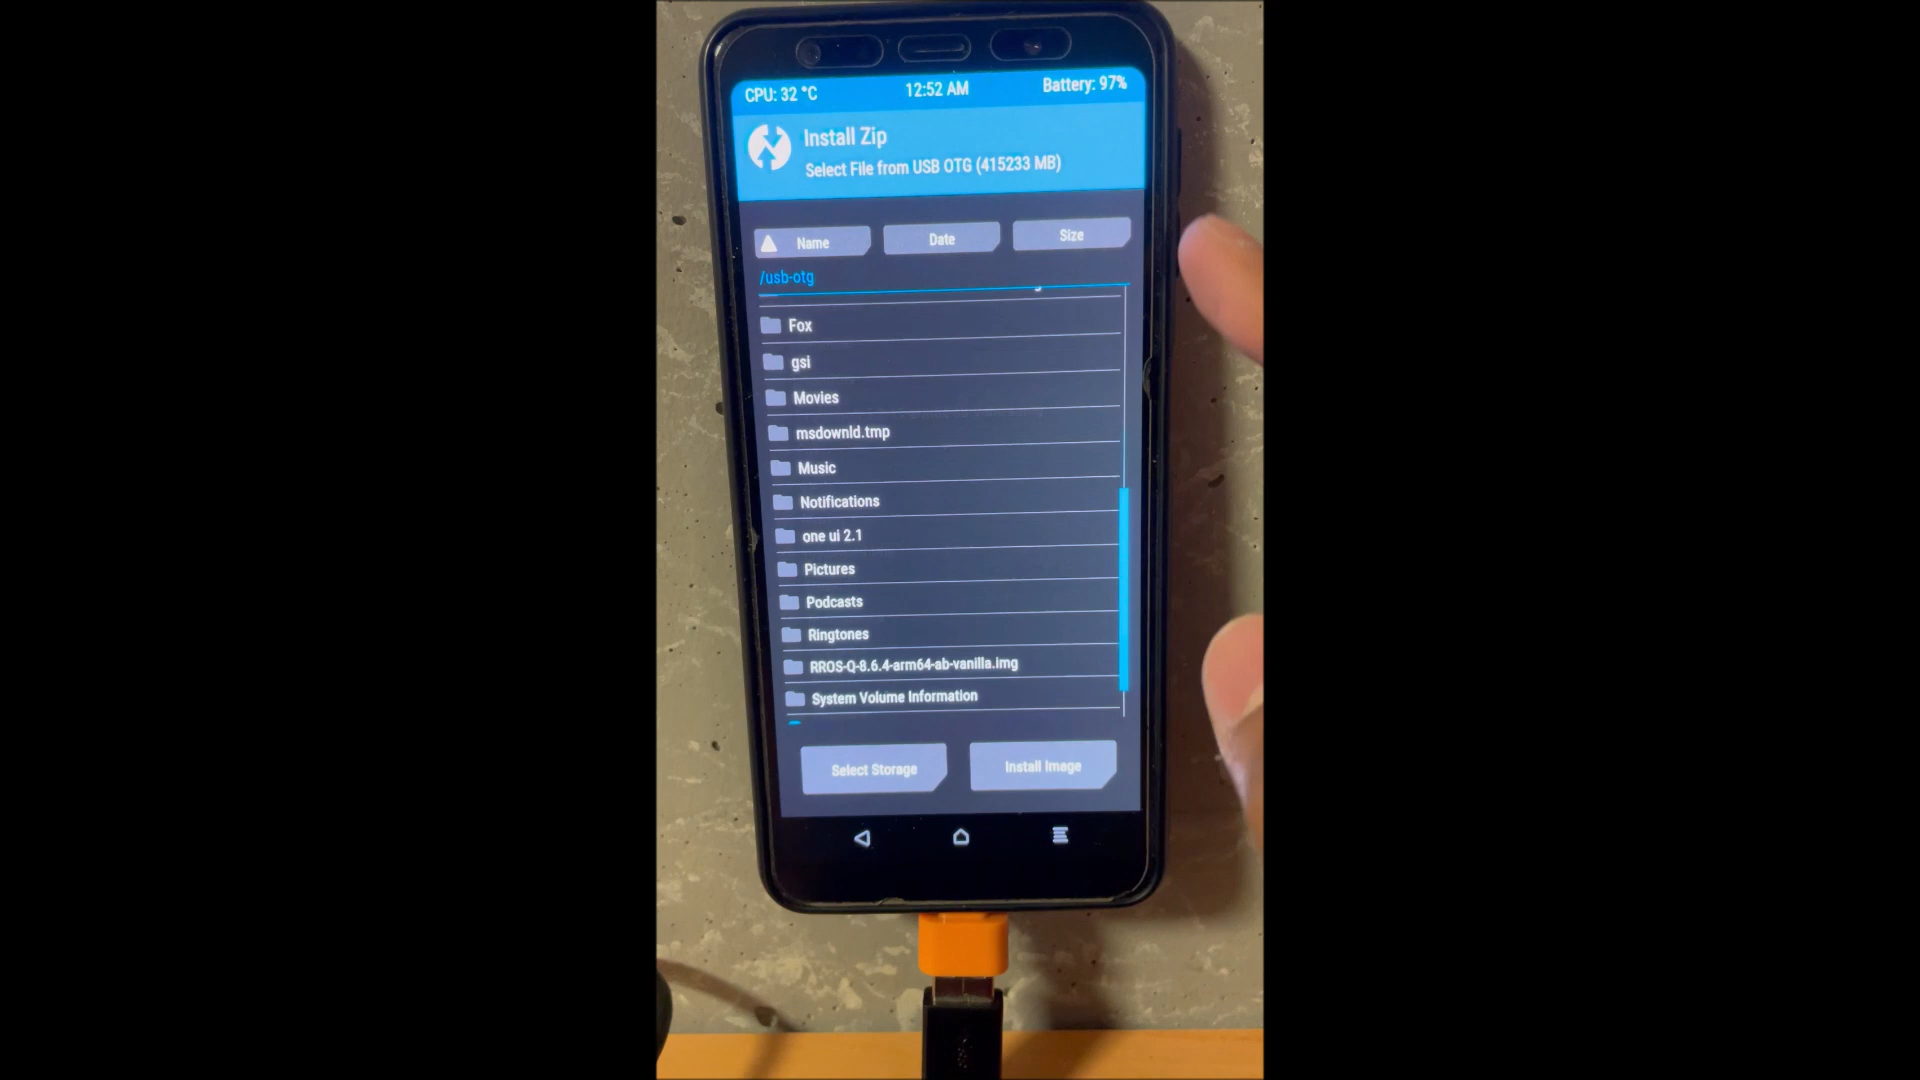 CPU: 32 °C 12:52 AM Battery: 97%
Install Zip
Select File from USB OTG (415233 MB)
Name Date Size
/usb-otg
Fox
gsi
Movies
msdownld.tmp
Music
Notifications
one ui 2.1
Pictures
Podcasts
Ringtones
RROS-Q-8.6.4-arm64-ab-vanilla.img
System Volume Information
Select Storage Install Image